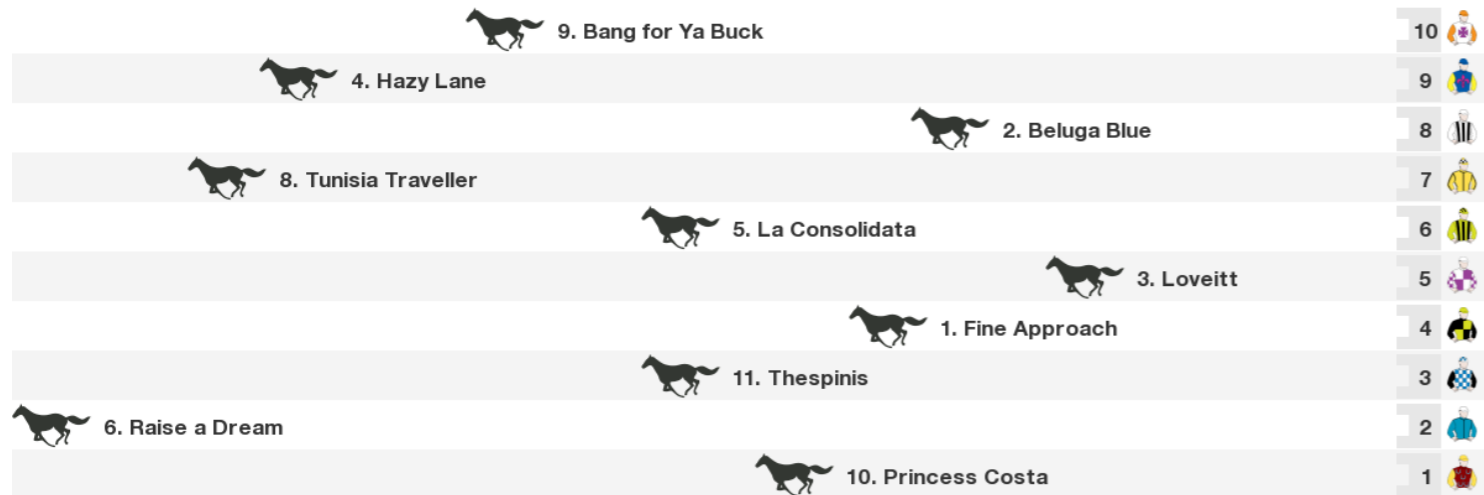 9. Bang for Ya Buck 10
4. Hazy Lane 9
2. Beluga Blue 8
8. Tunisia Traveller 7
5. La Consolidata 6
3. Loveitt 5
1. Fine Approach 4
11. Thespinis 3
6. Raise a Dream 2
10. Princess Costa 1